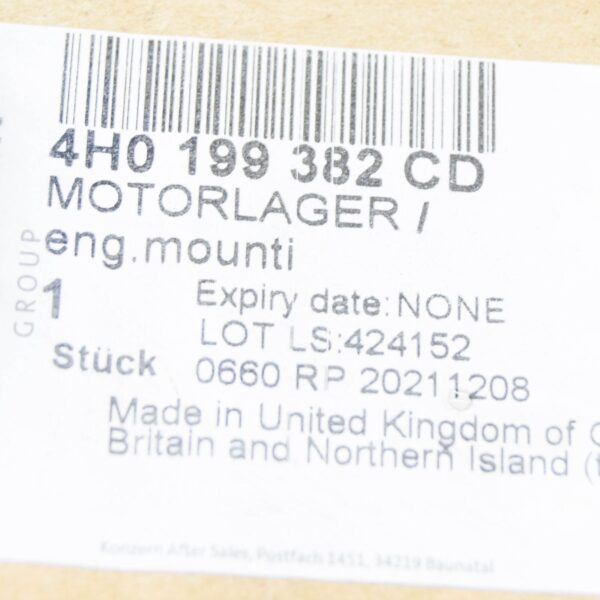 4H0 199 382 CD
MOTORLAGER /
eng.mounti
GROUP
1
Expiry date: NONE
LOT LS:424152
Stück
0660 RP 20211208
Made in United Kingdom of
Britain and Northern Island (
Konzern After Sales, Postfach 1451, 34219 Baunatal